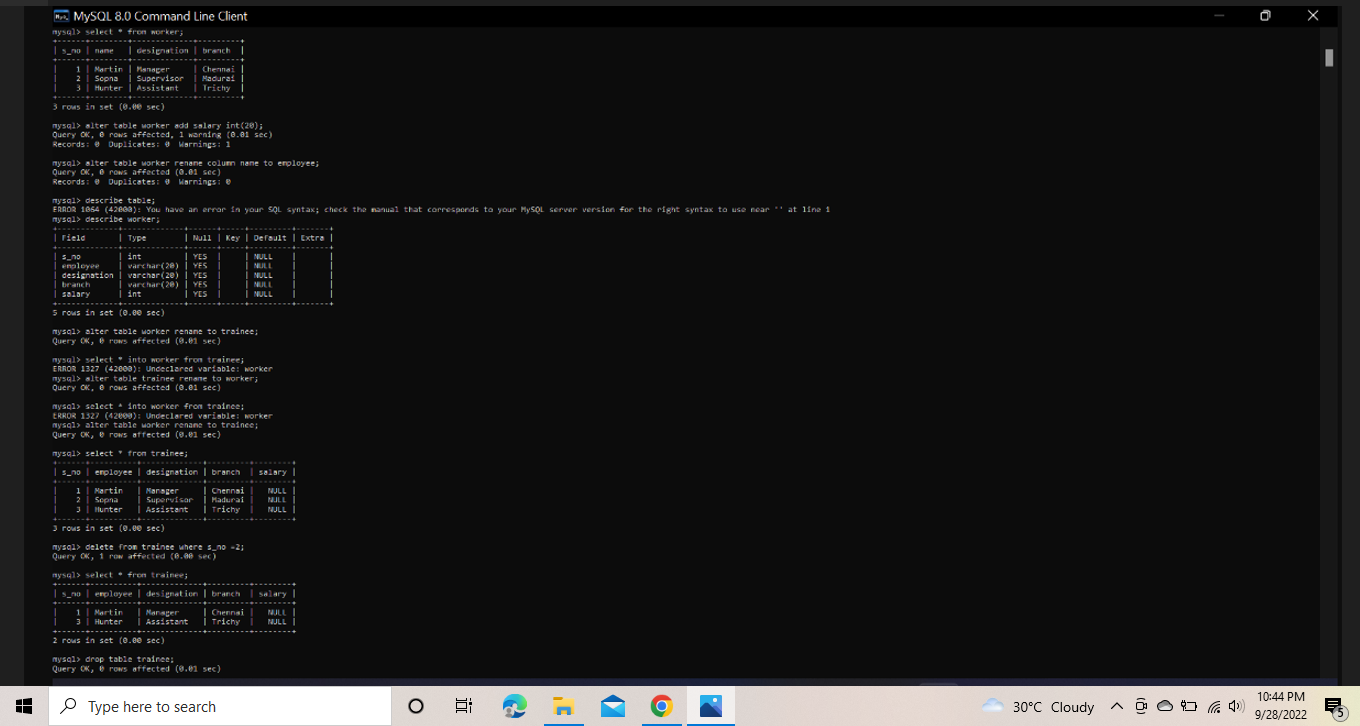 MySQL 8.0 Command Line Client
mysql> select * from worker;
+------+--------+-------------+---------+
| s_no | name   | designation | branch  |
+------+--------+-------------+---------+
|    1 | Martin | Manager     | Chennai |
|    2 | Sopna  | Supervisor  | Madurai |
|    3 | Hunter | Assistant   | Trichy  |
+------+--------+-------------+---------+
3 rows in set (0.00 sec)
mysql> alter table worker add salary int(20);
Query OK, 0 rows affected, 1 warning (0.01 sec)
Records: 0  Duplicates: 0  Warnings: 1
mysql> alter table worker rename column name to employee;
Query OK, 0 rows affected (0.01 sec)
Records: 0  Duplicates: 0  Warnings: 0
mysql> describe table;
ERROR 1064 (42000): You have an error in your SQL syntax; check the manual that corresponds to your MySQL server version for the right syntax to use near '' at line 1
mysql> describe worker;
+-------------+-------------+------+-----+---------+-------+
| Field       | Type        | Null | Key | Default | Extra |
+-------------+-------------+------+-----+---------+-------+
| s_no        | int         | YES  |     | NULL    |       |
| employee    | varchar(20) | YES  |     | NULL    |       |
| designation | varchar(20) | YES  |     | NULL    |       |
| branch      | varchar(20) | YES  |     | NULL    |       |
| salary      | int         | YES  |     | NULL    |       |
+-------------+-------------+------+-----+---------+-------+
5 rows in set (0.00 sec)
mysql> alter table worker rename to trainee;
Query OK, 0 rows affected (0.01 sec)
mysql> select * into worker from trainee;
ERROR 1327 (42000): Undeclared variable: worker
mysql> alter table trainee rename to worker;
Query OK, 0 rows affected (0.01 sec)
mysql> select * into worker from trainee;
ERROR 1327 (42000): Undeclared variable: worker
mysql> alter table worker rename to trainee;
Query OK, 0 rows affected (0.01 sec)
mysql> select * from trainee;
+------+----------+-------------+---------+--------+
| s_no | employee | designation | branch  | salary |
+------+----------+-------------+---------+--------+
|    1 | Martin   | Manager     | Chennai |   NULL |
|    2 | Sopna    | Supervisor  | Madurai |   NULL |
|    3 | Hunter   | Assistant   | Trichy  |   NULL |
+------+----------+-------------+---------+--------+
3 rows in set (0.00 sec)
mysql> delete from trainee where s_no =2;
Query OK, 1 row affected (0.00 sec)
mysql> select * from trainee;
+------+----------+-------------+---------+--------+
| s_no | employee | designation | branch  | salary |
+------+----------+-------------+---------+--------+
|    1 | Martin   | Manager     | Chennai |   NULL |
|    3 | Hunter   | Assistant   | Trichy  |   NULL |
+------+----------+-------------+---------+--------+
2 rows in set (0.00 sec)
mysql> drop table trainee;
Query OK, 0 rows affected (0.01 sec)
Type here to search
30°C Cloudy
10:44 PM
9/28/2022
5